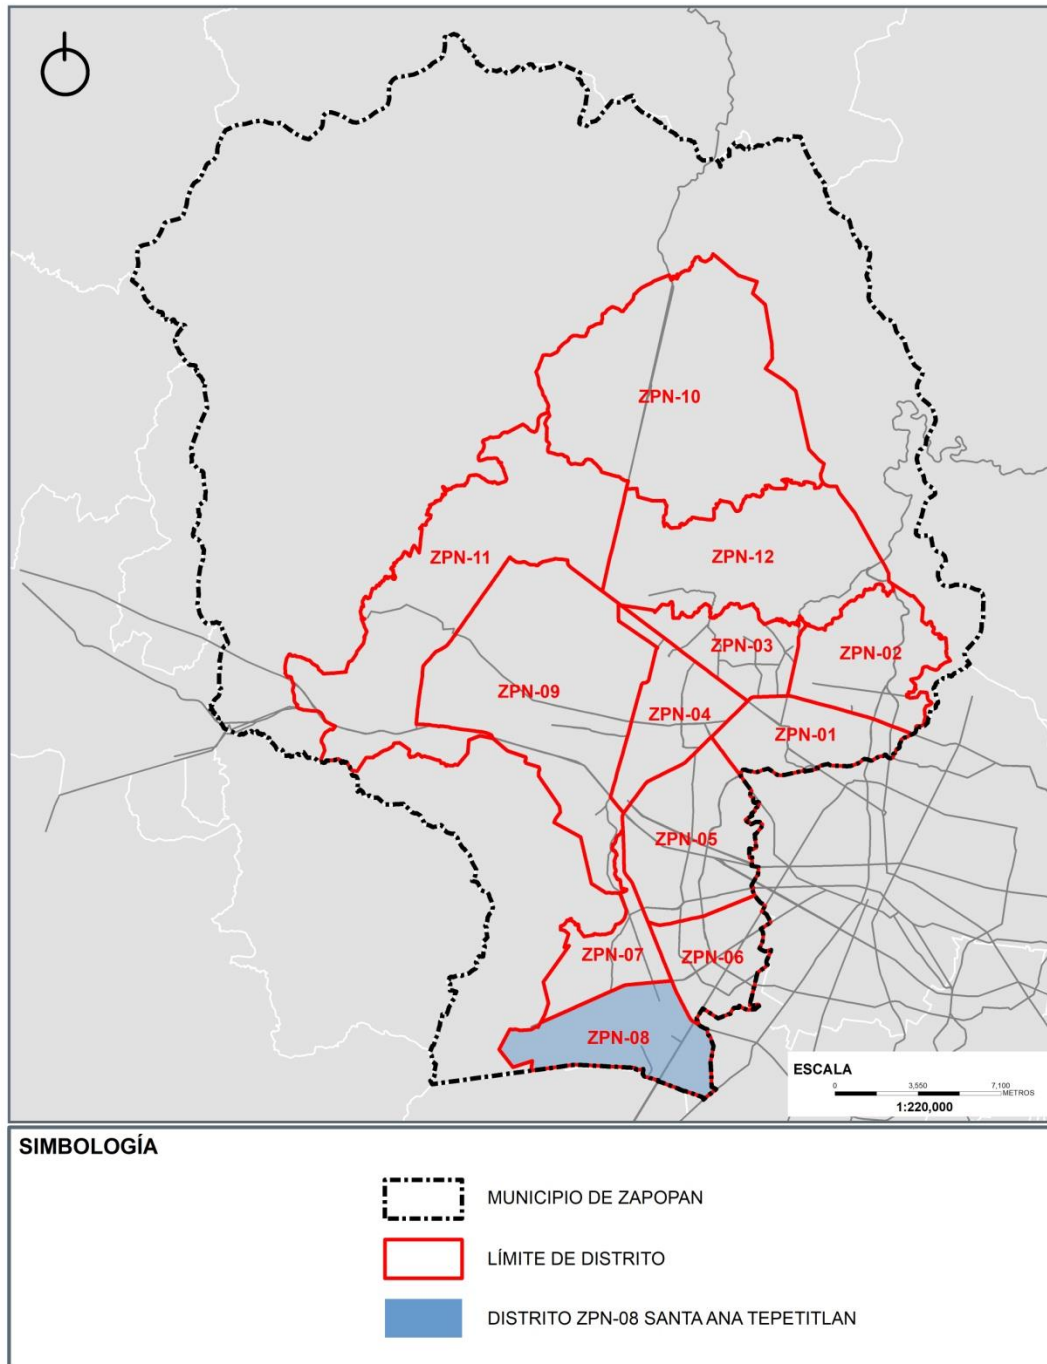 ZPN-10
ZPN-11
ZPN-12
ZPN-03
ZPN-02
ZPN-09
ZPN-04
ZPN-01
ZPN-05
ZPN-07
ZPN-06
ZPN-08
ESCALA
0 3,550 7,100
METROS
1:220,000
SIMBOLOGÍA
MUNICIPIO DE ZAPOPAN
LÍMITE DE DISTRITO
DISTRITO ZPN-08 SANTA ANA TEPETITLAN